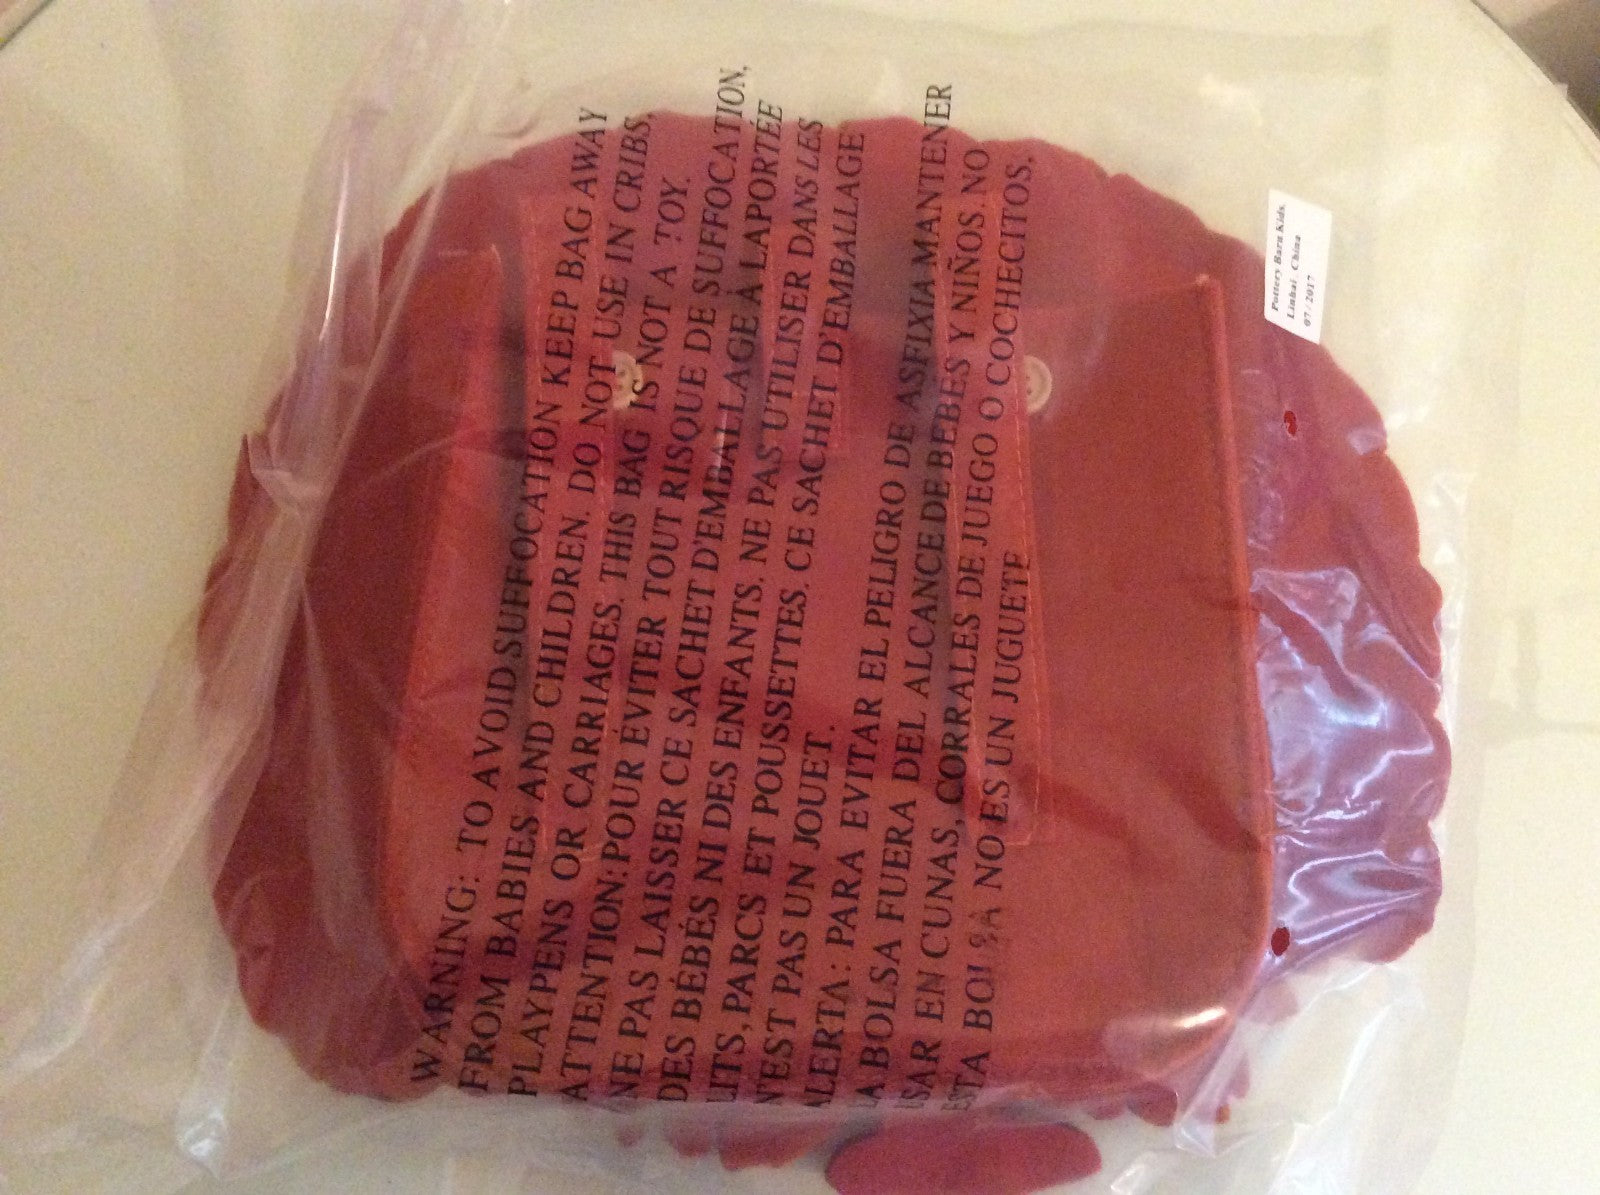 WARNING: TO AVOID SUFFOCATION KEEP BAG AWAY
FROM BABIES AND CHILDREN. DO NOT USE IN CRIBS,
PLAYPENS OR CARRIAGES. THIS BAG IS NOT A TOY.
ATTENTION: POUR ÉVITER TOUT RISQUE DE SUFFOCATION,
NE PAS LAISSER CE SACHET D'EMBALLAGE À LAPORTÉE
DES BÉBÉS NI DES ENFANTS. NE PAS UTILISER DANS LES
LITS, PARCS ET POUSSETTES. CE SACHET D'EMBALLAGE
N'EST PAS UN JOUET.
ALERTA: PARA EVITAR EL PELIGRO DE ASFIXIA MANTENER
LA BOLSA FUERA DEL ALCANCE DE BEBES Y NIÑOS. NO
USAR EN CUNAS, CORRALES DE JUEGO O COCHECITOS.
ESTA BOLSA NO ES UN JUGUETE
Pottery Barn Kids.
Linhai . China
07/2017